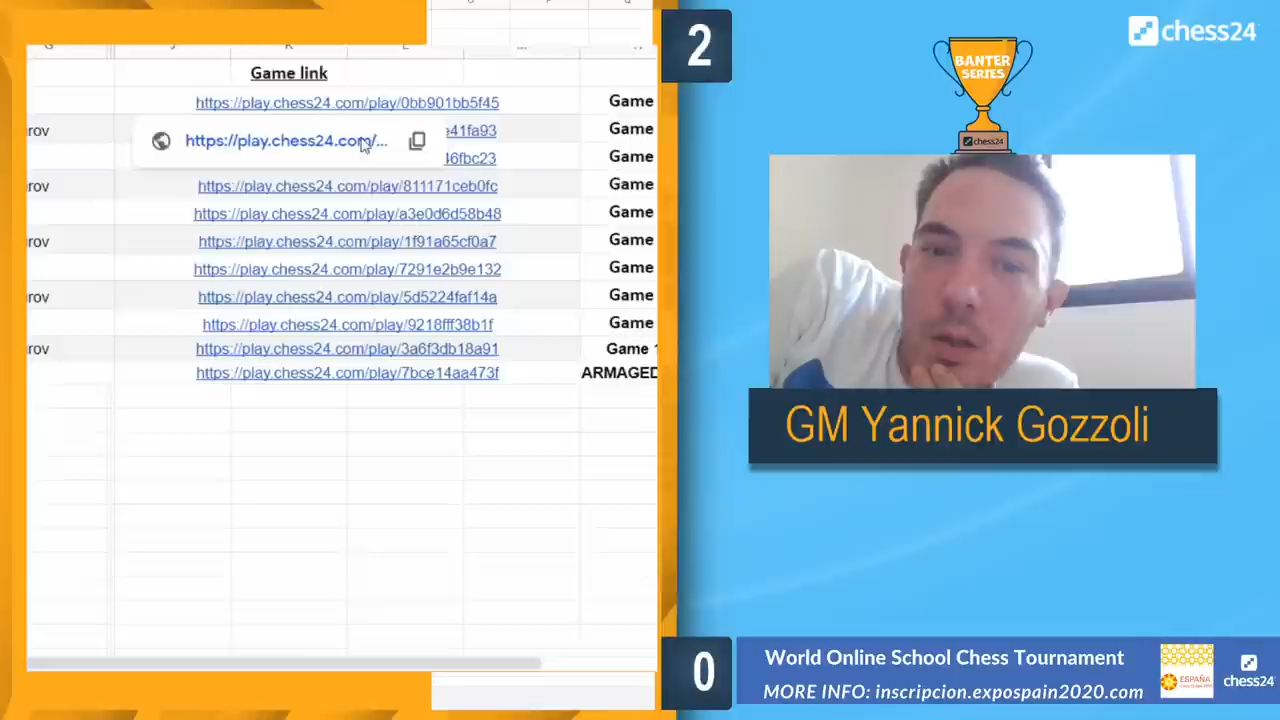 Game link
https://play.chess24.com/play/0bb901bb5f45
Game
rov
https://play.chess24.com/...
e41fa93
Game
46fbc23
Game
rov
https://play.chess24.com/play/811171ceb0fc
Game
https://play.chess24.com/play/a3e0d6d58b48
Game
rov
https://play.chess24.com/play/1f91a65cf0a7
Game
https://play.chess24.com/play/7291e2b9e132
Game
rov
https://play.chess24.com/play/5d5224faf14a
Game
https://play.chess24.com/play/9218fff38b1f
Game
rov
https://play.chess24.com/play/3a6f3db18a91
Game 1
https://play.chess24.com/play/7bce14aa473f
ARMAGED
2
0
chess24
BANTER
SERIES
chess24
GM Yannick Gozzoli
World Online School Chess Tournament
MORE INFO: inscripcion.expospain2020.com
ESPAÑA
chess24